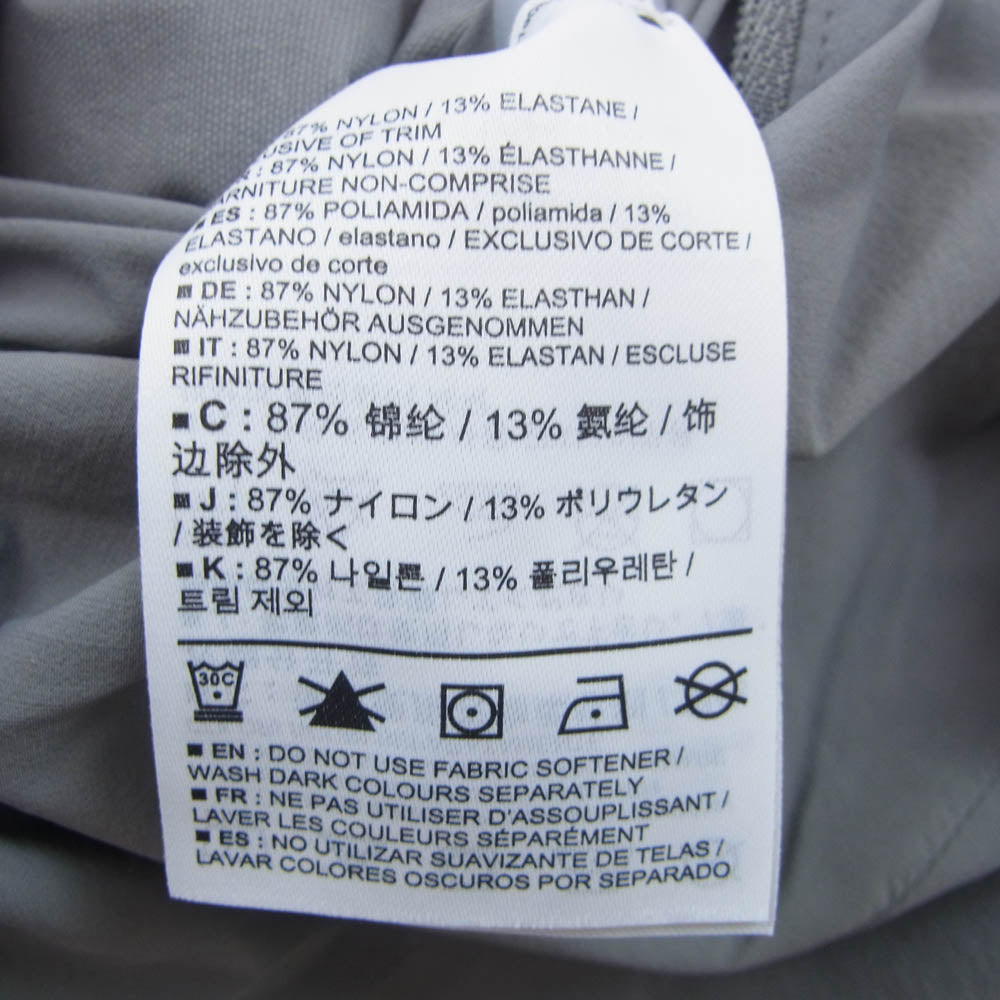 87% NYLON / 13% ELASTANE /
OF TRIM
: 87% NYLON / 13% ÉLASTHANNE /
NON-COMPRISE
■ ES : 87% POLIAMIDA / poliamida / 13%
ELASTANO / elastano / EXCLUSIVO DE CORTE /
exclusivo de corte
■ DE : 87% NYLON / 13% ELASTHAN /
NÄHZUBEHÖR AUSGENOMMEN
■ IT : 87% NYLON / 13% ELASTAN / ESCLUSE
RIFINITURE
■ C : 87% 锦纶 / 13% 氨纶 / 饰
边除外
■ J : 87% ナイロン / 13% ポリウレタン
/ 装飾を除く
■ K : 87% 나일론 / 13% 폴리우레탄 /
트림 제외
30C
■ EN : DO NOT USE FABRIC SOFTENER /
WASH DARK COLOURS SEPARATELY
■ FR : NE PAS UTILISER D'ASSOUPLISSANT /
LAVER LES COULEURS SÉPARÉMENT
■ ES : NO UTILIZAR SUAVIZANTE DE TELAS /
LAVAR COLORES OSCUROS POR SEPARADO